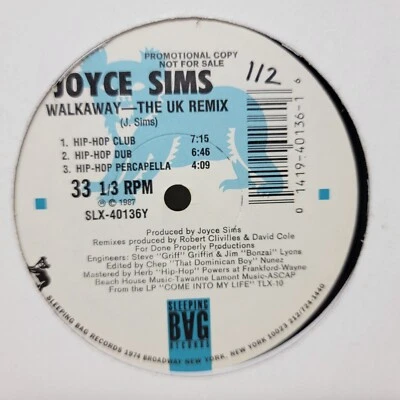 PROMOTIONAL COPY
NOT FOR SALE
JOYCE SIMS
112
WALKAWAY—THE UK REMIX
(J. Sims)
1. HIP-HOP CLUB 7:15
2. HIP-HOP DUB 6:46
3. HIP-HOP PERCAPELLA 4:09
33 1/3 RPM
℗ © 1987
SLX-40136Y
0 1419-40136-1 6
Produced by Joyce Sims
Remixes produced by Robert Clivilles & David Cole
For Done Properly Productions
Engineers: Steve "Griff" Griffin & Jim "Bonzai" Lyons
Edited by Chep "That Dominican Boy" Nunez
Mastered by Herb "Hip-Hop" Powers at Frankford-Wayne
Beach House Music-Tawanne Lamont Music-ASCAP
From the LP "COME INTO MY LIFE" TLX-10
SLEEPING
BAG
RECORDS
SLEEPING BAG RECORDS 1974 BROADWAY NEW YORK, NEW YORK 10023 212/724-1440